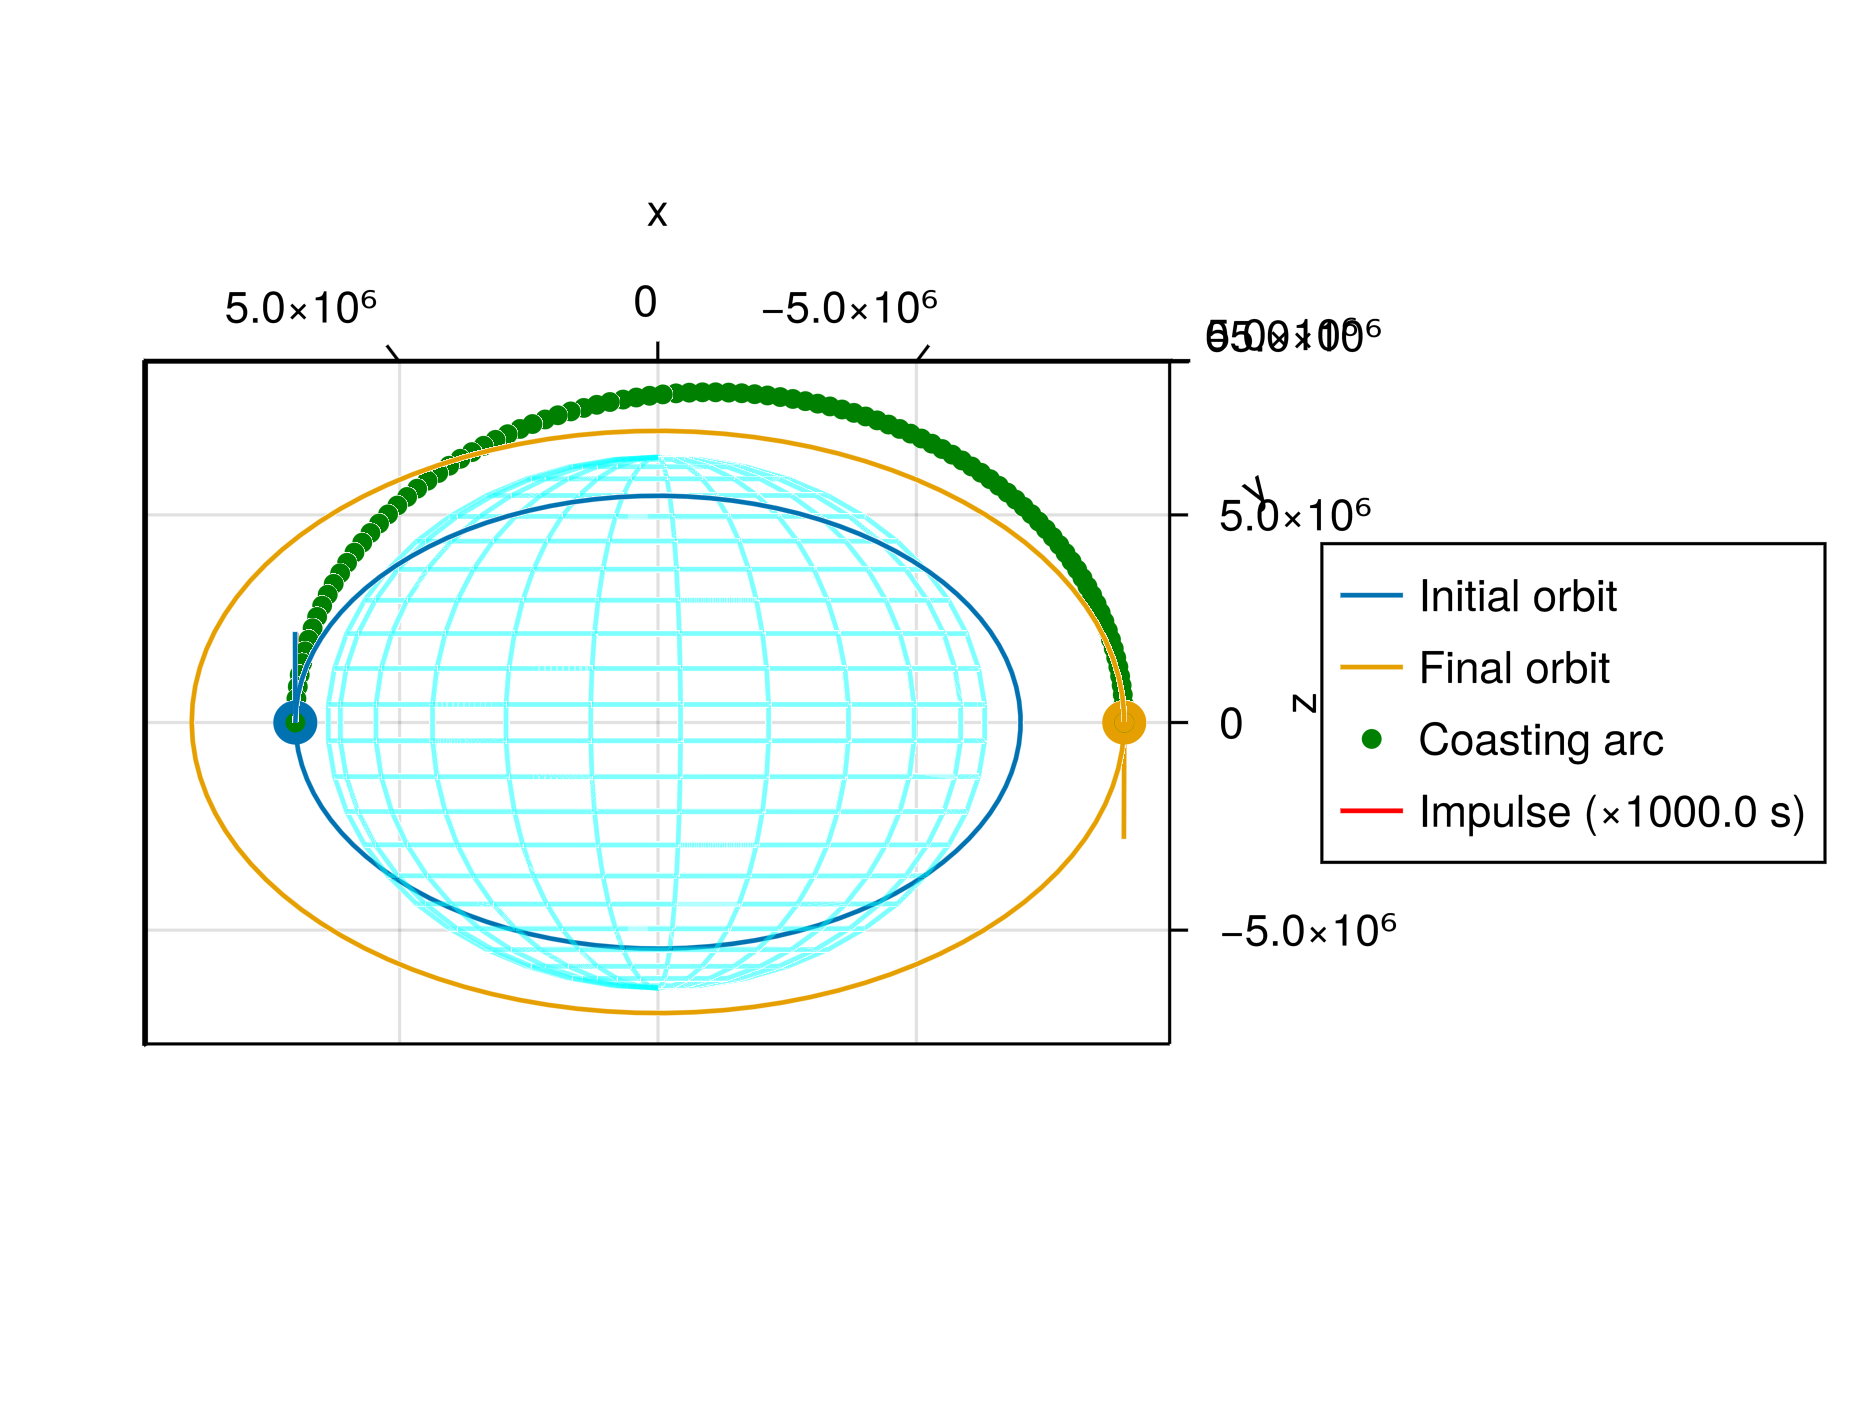 x
5.0×10⁶
0
−5.0×10⁶
y
5.0×10⁶
0
z
−5.0×10⁶
Initial orbit
Final orbit
Coasting arc
Impulse (×1000.0 s)